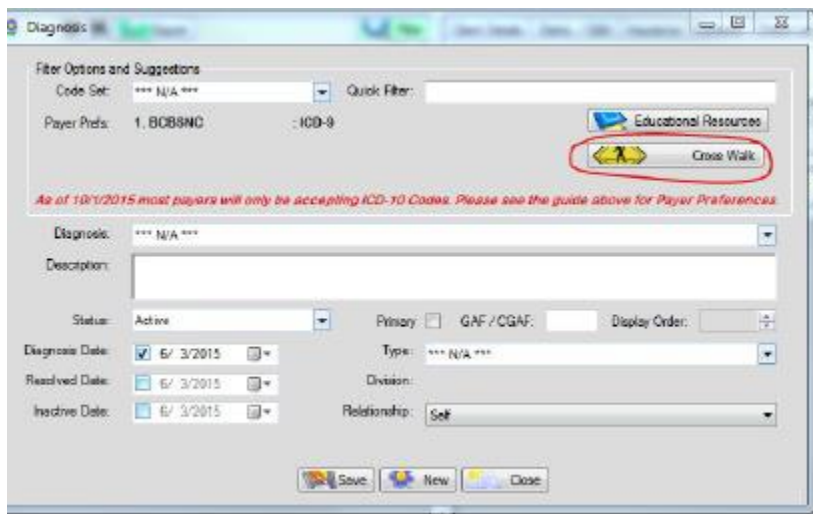 Diagnosis
Filter Options and Suggestions
Code Set: *** N/A *** Quick Filter:
Payer Prefs: 1. BCBSNC : ICD-9
Educational Resources
Cross Walk
As of 10/1/2015 most payers will only be accepting ICD-10 Codes. Please see the guide above for Payer Preferences.
Diagnosis: *** N/A ***
Description:
Status: Active Primary GAF / CGAF: Display Order:
Diagnosis Date: 6/ 3/2015 Type: *** N/A ***
Resolved Date: 6/ 3/2015 Division:
Inactive Date: 6/ 3/2015 Relationship: Self
Save New Close